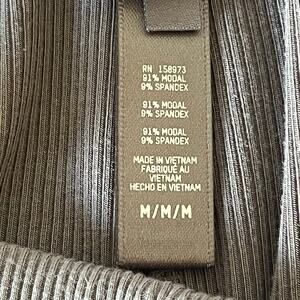 RN 158973
91% MODAL
9% SPANDEX
91% MODAL
9% SPANDEX
91% MODAL
9% SPANDEX
MADE IN VIETNAM
FABRIQUÉ AU
VIETNAM
HECHO EN VIETNAM
M/M/M